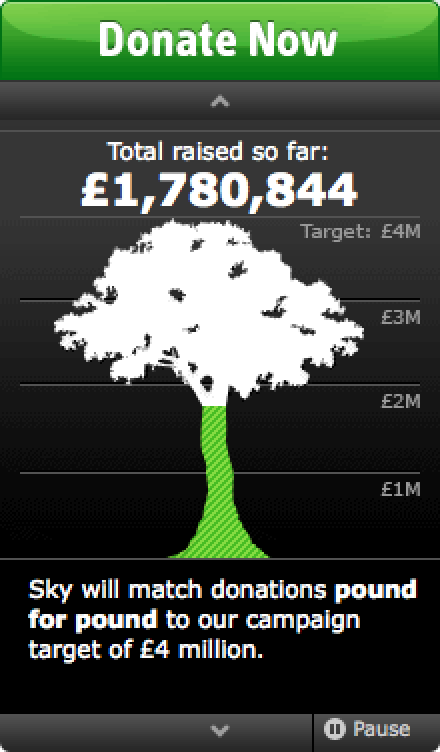 Donate Now
Total raised so far:
£1,780,844
Target: £4M
£3M
£2M
£1M
Sky will match donations pound
for pound to our campaign
target of £4 million.
Pause